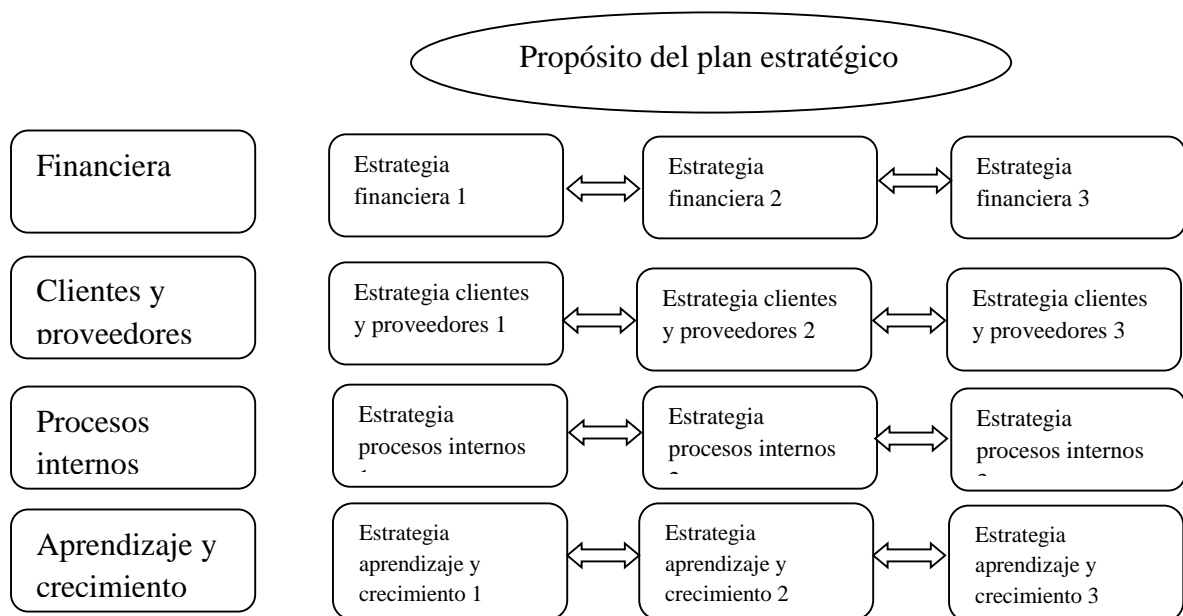 Propósito del plan estratégico
Financiera
Estrategia
financiera 1
Estrategia
financiera 2
Estrategia
financiera 3
Clientes y
proveedores
Estrategia clientes
y proveedores 1
Estrategia clientes
y proveedores 2
Estrategia clientes
y proveedores 3
Procesos
internos
Estrategia
procesos internos
Estrategia
procesos internos
Estrategia
procesos internos
Aprendizaje y
crecimiento
Estrategia
aprendizaje y
crecimiento 1
Estrategia
aprendizaje y
crecimiento 2
Estrategia
aprendizaje y
crecimiento 3